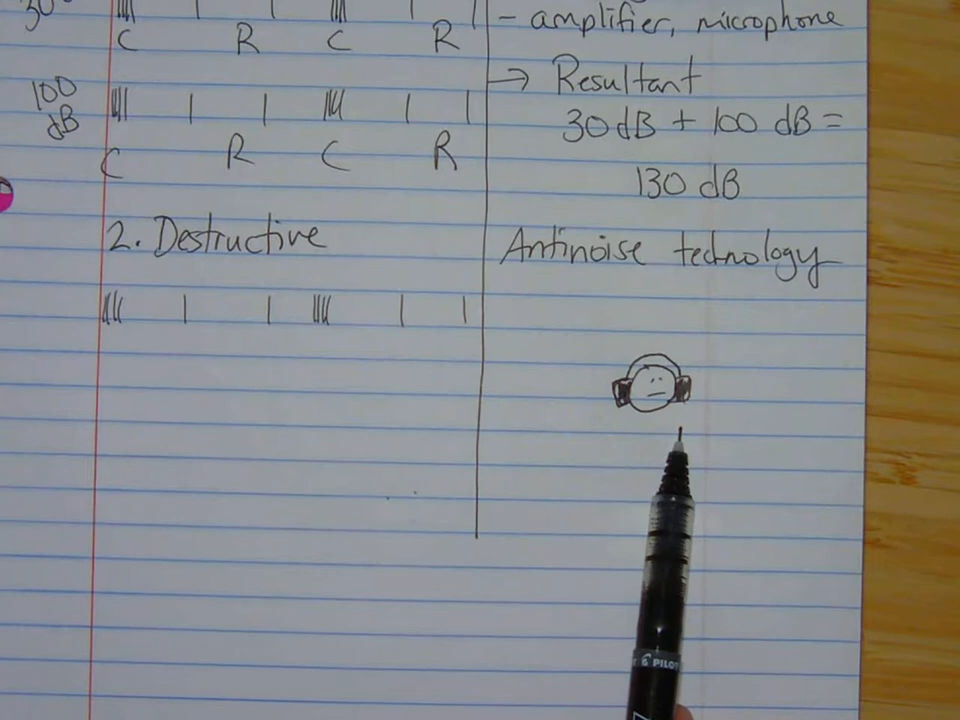 30
C R C R
- amplifier, microphone
100
dB
C R C R
→ Resultant
30 dB + 100 dB =
130 dB
2. Destructive
Antinoise technology
PILOT